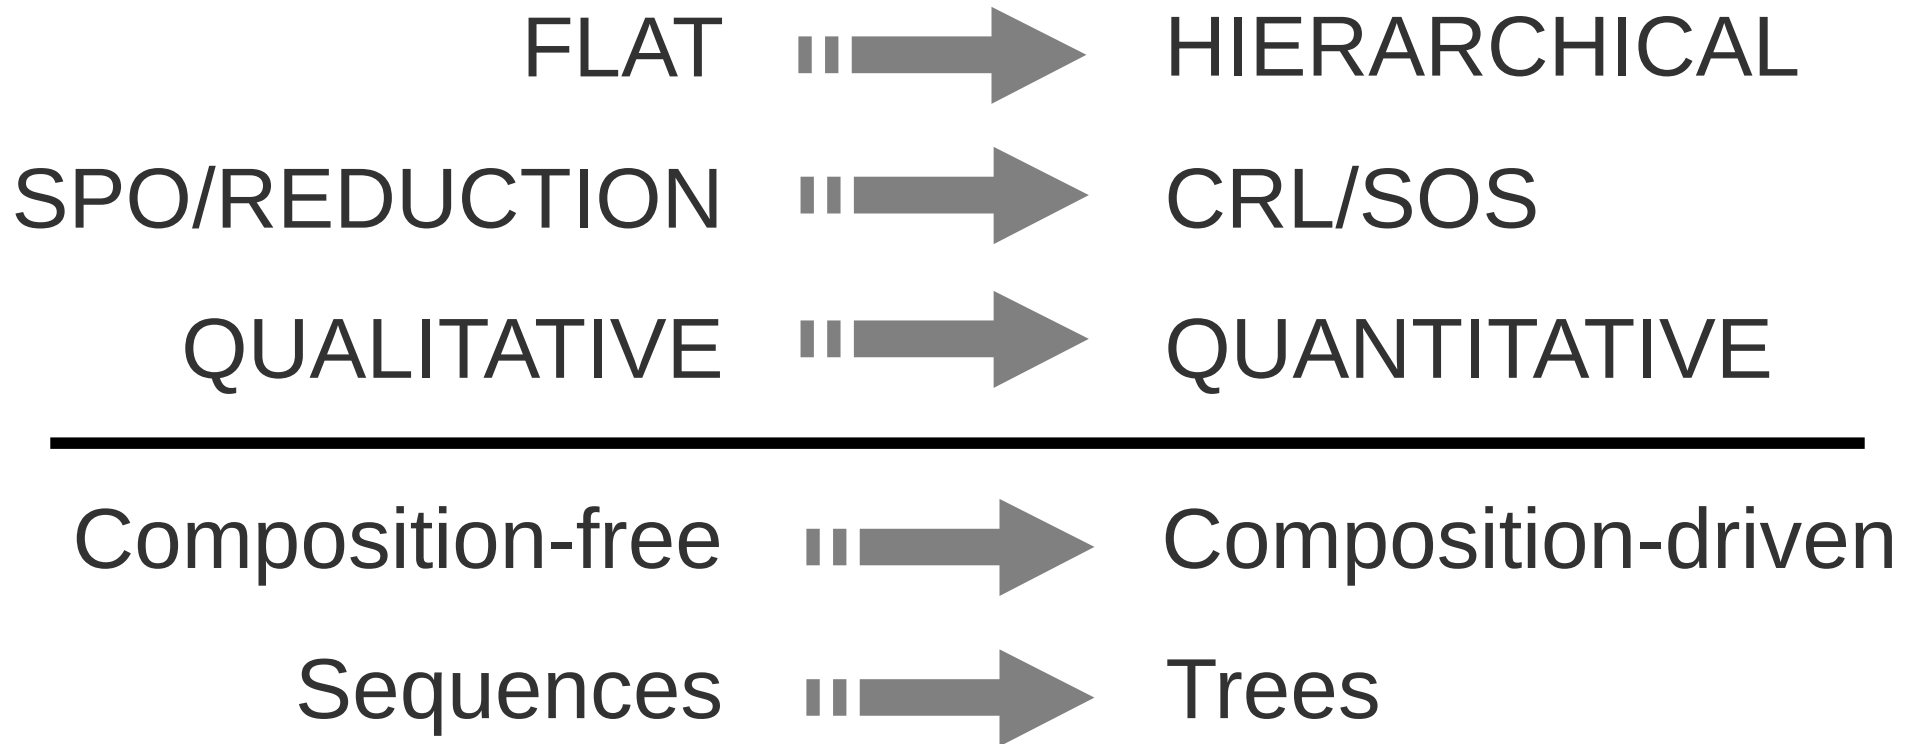 FLAT HIERARCHICAL
SPO/REDUCTION CRL/SOS
QUALITATIVE QUANTITATIVE
Composition-free Composition-driven
Sequences Trees